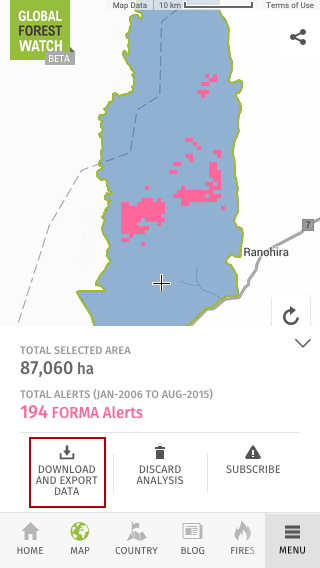 Map Data 10 km Terms of Use
GLOBAL
FOREST
WATCH
BETA
7
Ranohira
TOTAL SELECTED AREA
87,060 ha
TOTAL ALERTS (JAN-2006 TO AUG-2015)
194 FORMA Alerts
DOWNLOAD
AND EXPORT
DATA
DISCARD
ANALYSIS
SUBSCRIBE
HOME MAP COUNTRY BLOG FIRES MENU